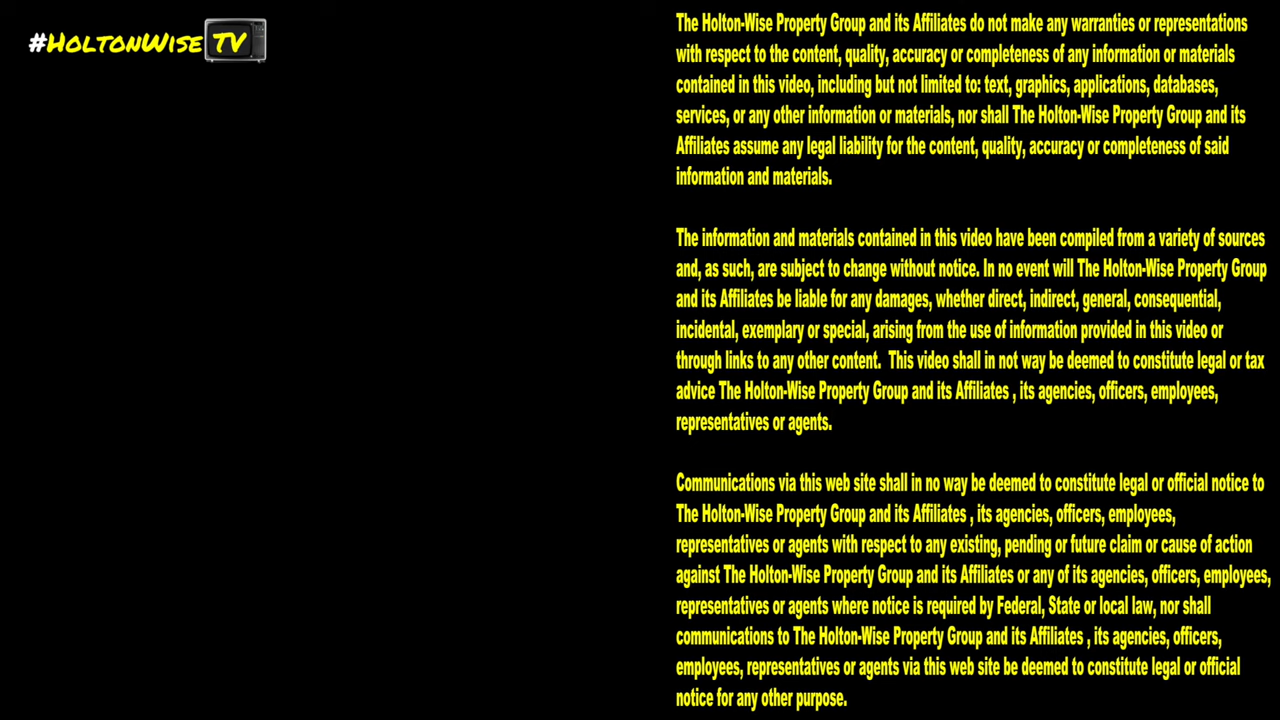 #HOLTONWISE TV
The Holton-Wise Property Group and its Affiliates do not make any warranties or representations
with respect to the content, quality, accuracy or completeness of any information or materials
contained in this video, including but not limited to: text, graphics, applications, databases,
services, or any other information or materials, nor shall The Holton-Wise Property Group and its
Affiliates assume any legal liability for the content, quality, accuracy or completeness of said
information and materials.
The information and materials contained in this video have been compiled from a variety of sources
and, as such, are subject to change without notice. In no event will The Holton-Wise Property Group
and its Affiliates be liable for any damages, whether direct, indirect, general, consequential,
incidental, exemplary or special, arising from the use of information provided in this video or
through links to any other content.  This video shall in not way be deemed to constitute legal or tax
advice The Holton-Wise Property Group and its Affiliates , its agencies, officers, employees,
representatives or agents.
Communications via this web site shall in no way be deemed to constitute legal or official notice to
The Holton-Wise Property Group and its Affiliates , its agencies, officers, employees,
representatives or agents with respect to any existing, pending or future claim or cause of action
against The Holton-Wise Property Group and its Affiliates or any of its agencies, officers, employees,
representatives or agents where notice is required by Federal, State or local law, nor shall
communications to The Holton-Wise Property Group and its Affiliates , its agencies, officers,
employees, representatives or agents via this web site be deemed to constitute legal or official
notice for any other purpose.